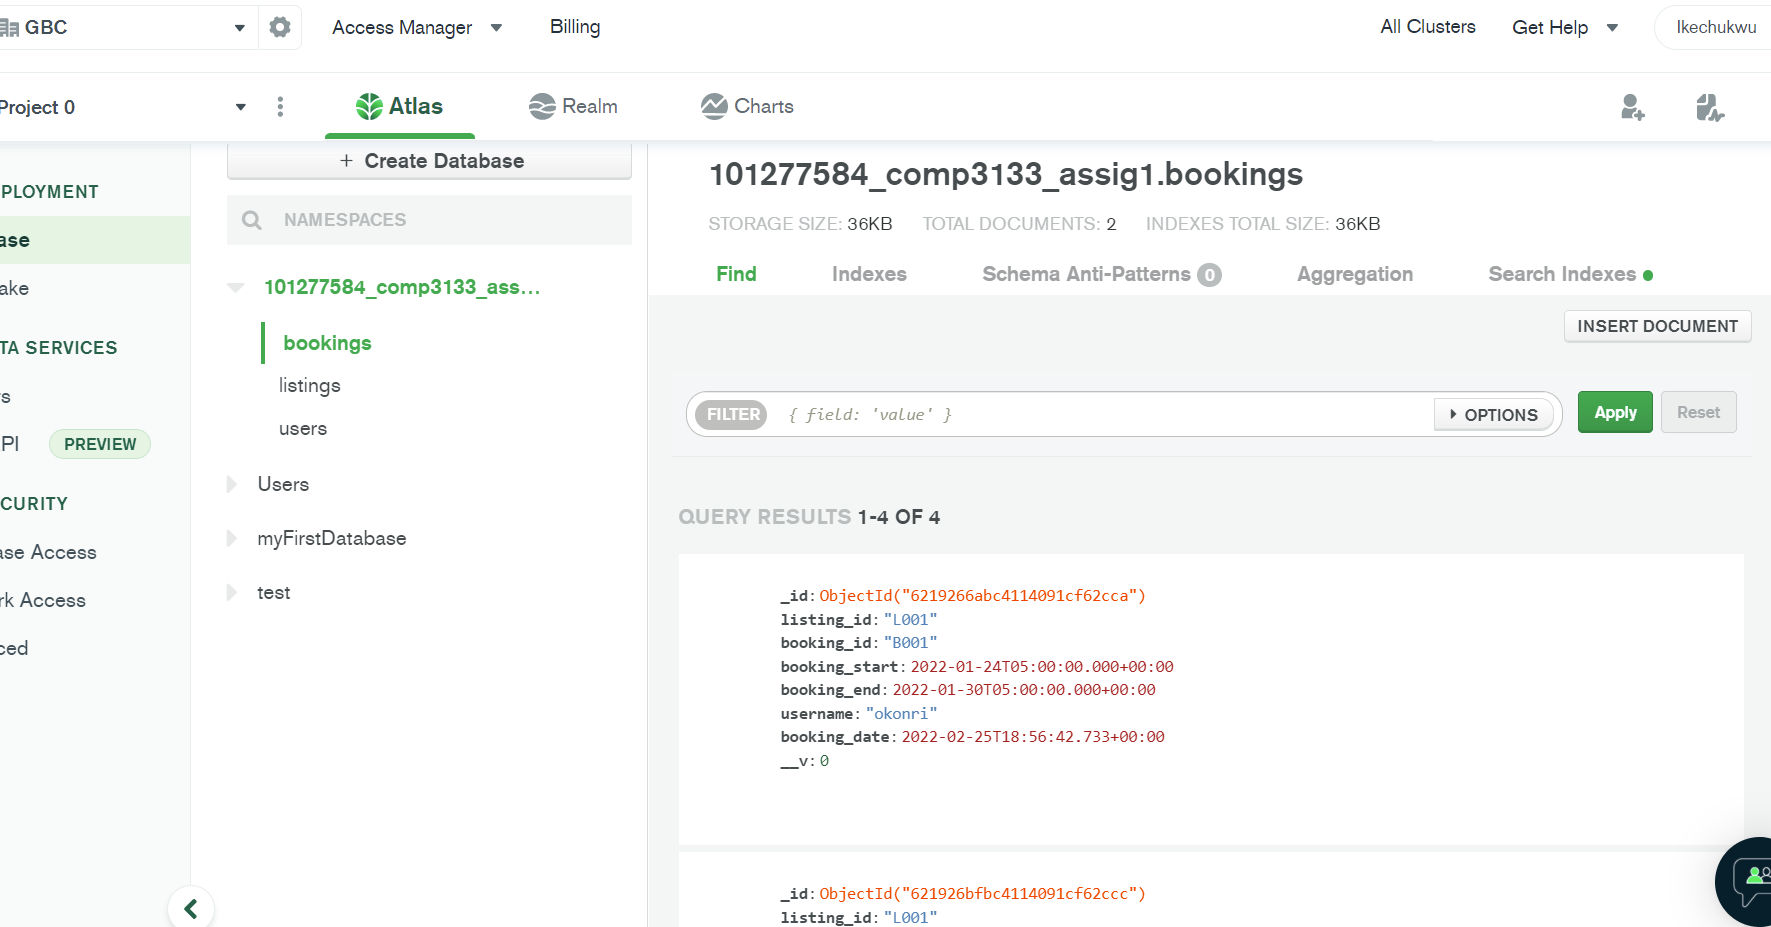 GBC
Access Manager
Billing
All Clusters
Get Help
Ikechukwu
Project 0
Atlas
Realm
Charts
PLOYMENT
ase
ake
TA SERVICES
s
PI
PREVIEW
CURITY
ase Access
rk Access
ced
+ Create Database
NAMESPACES
101277584_comp3133_ass...
bookings
listings
users
Users
myFirstDatabase
test
101277584_comp3133_assig1.bookings
STORAGE SIZE: 36KB TOTAL DOCUMENTS: 2 INDEXES TOTAL SIZE: 36KB
Find Indexes Schema Anti-Patterns 0 Aggregation Search Indexes
INSERT DOCUMENT
FILTER { field: 'value' } OPTIONS Apply Reset
QUERY RESULTS 1-4 OF 4
_id: ObjectId("6219266abc4114091cf62cca")
listing_id: "L001"
booking_id: "B001"
booking_start: 2022-01-24T05:00:00.000+00:00
booking_end: 2022-01-30T05:00:00.000+00:00
username: "okonri"
booking_date: 2022-02-25T18:56:42.733+00:00
__v: 0
_id: ObjectId("621926bfbc4114091cf62ccc")
listing_id: "L001"